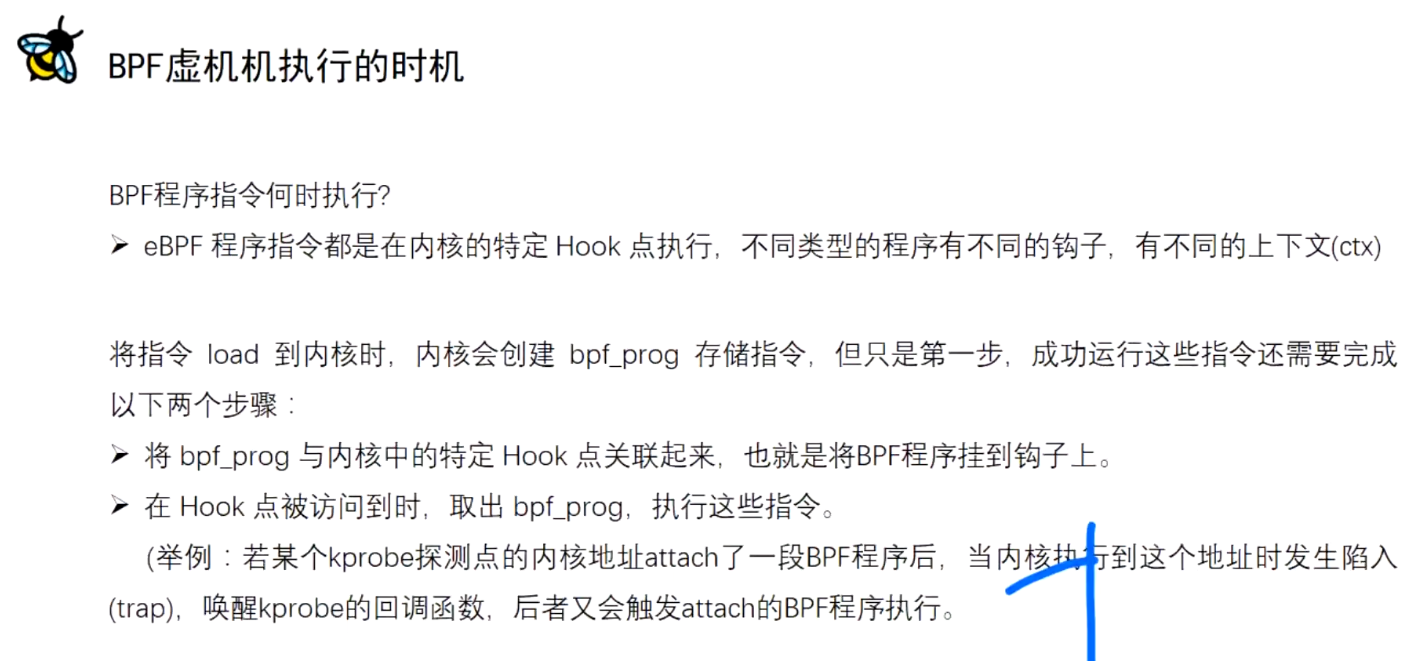 BPF虚机机执行的时机
BPF程序指令何时执行?
➢ eBPF 程序指令都是在内核的特定 Hook 点执行，不同类型的程序有不同的钩子，有不同的上下文(ctx)
将指令 load 到内核时，内核会创建 bpf_prog 存储指令，但只是第一步，成功运行这些指令还需要完成
以下两个步骤：
➢ 将 bpf_prog 与内核中的特定 Hook 点关联起来，也就是将BPF程序挂到钩子上。
➢ 在 Hook 点被访问到时，取出 bpf_prog，执行这些指令。
(举例：若某个kprobe探测点的内核地址attach了一段BPF程序后，当内核执行到这个地址时发生陷入
(trap)，唤醒kprobe的回调函数，后者又会触发attach的BPF程序执行。